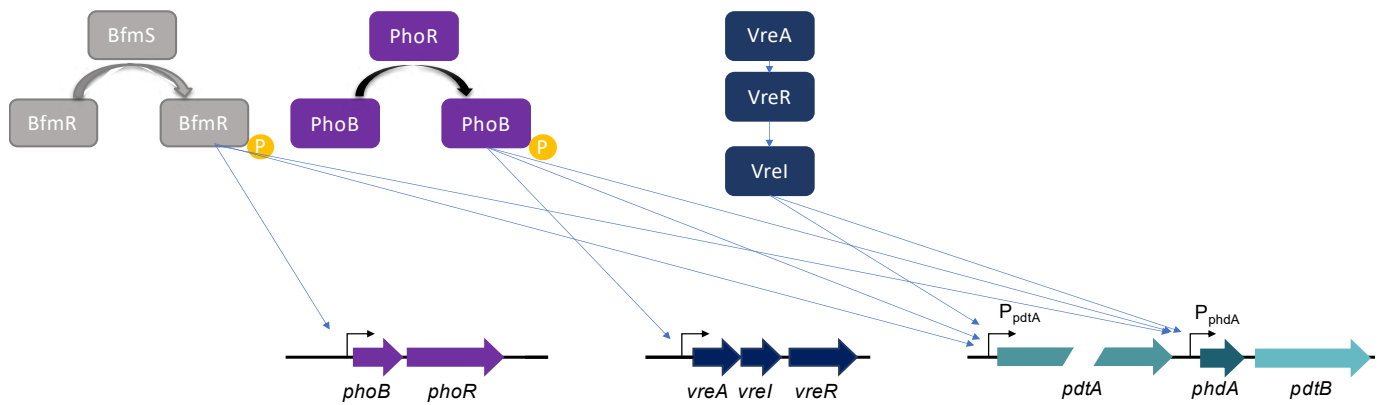 BfmS
PhoR
VreA
VreR
BfmR
BfmR
P
PhoB
PhoB
P
VreI
PpdtA
PphdA
phoB
phoR
vreA
vreI
vreR
pdtA
phdA
pdtB